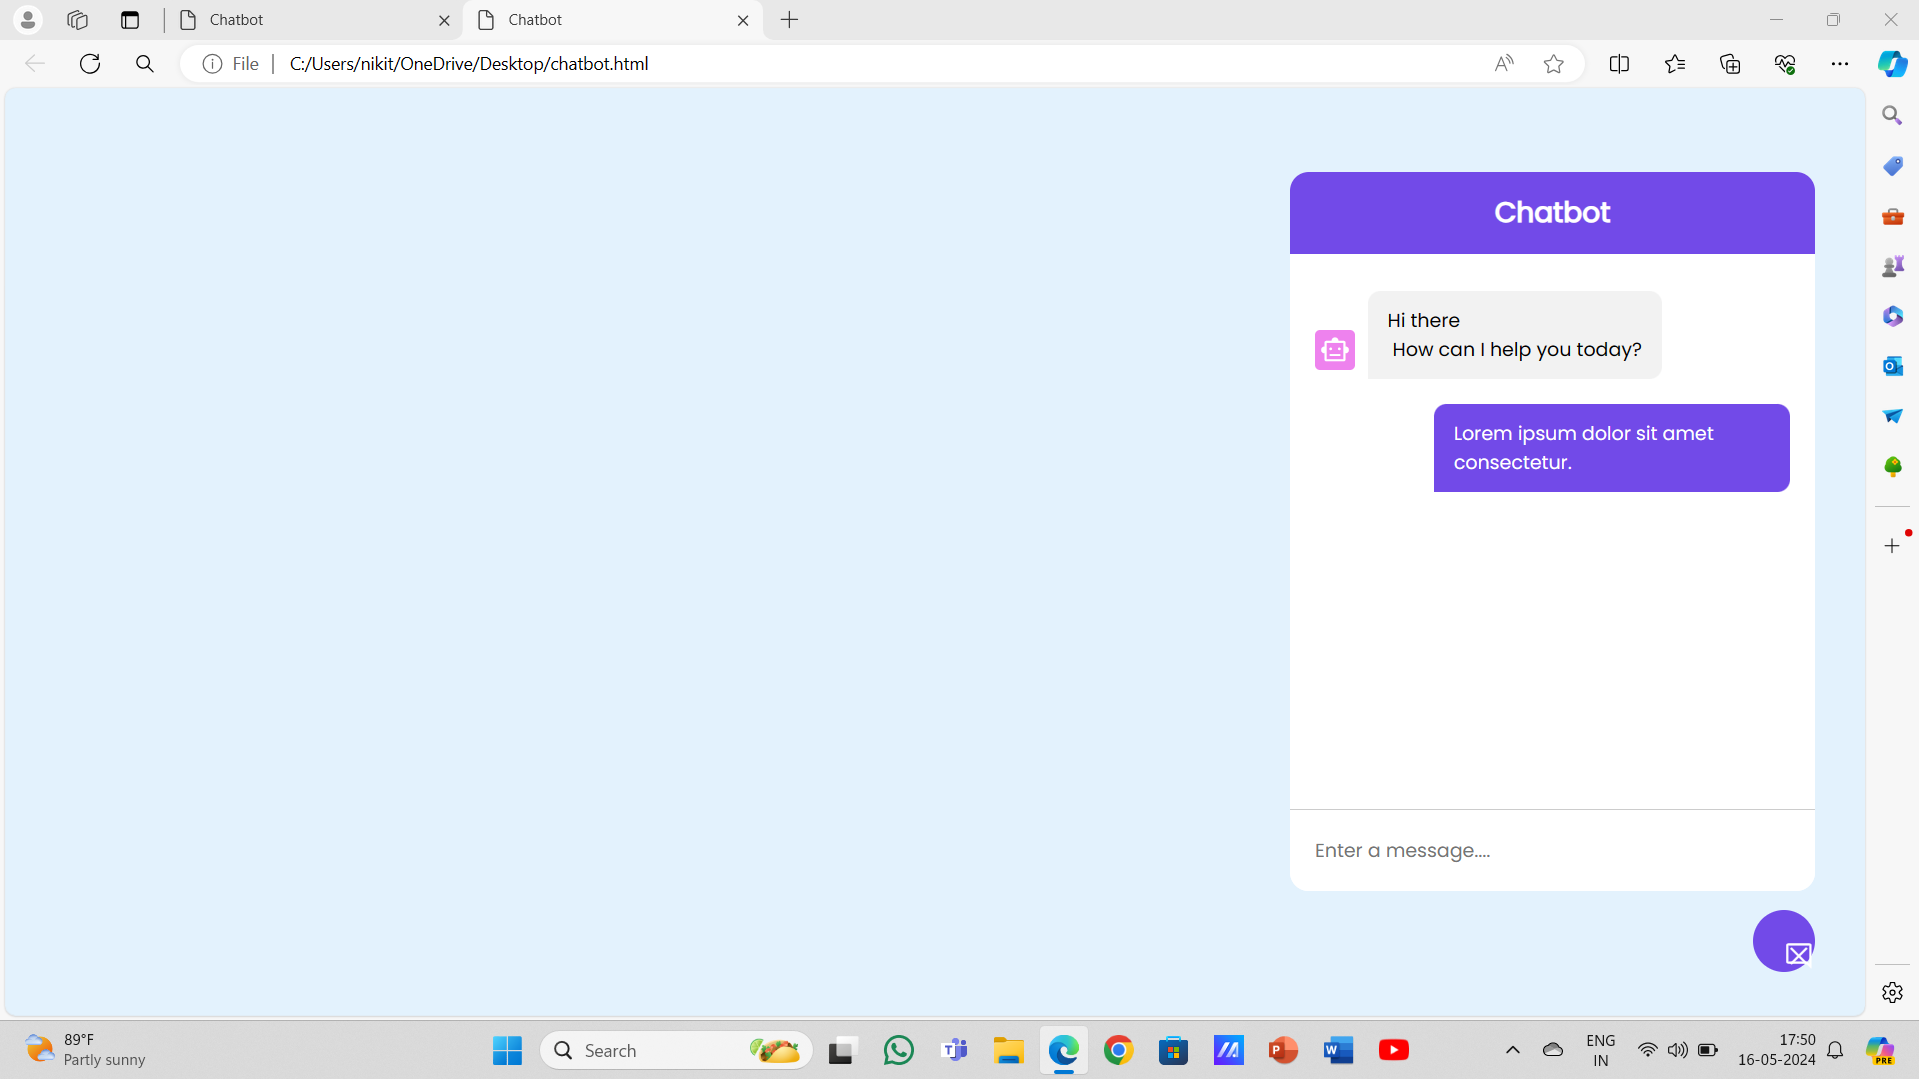 Chatbot
Chatbot
File
C:/Users/nikit/OneDrive/Desktop/chatbot.html
Chatbot
Hi there
How can I help you today?
Lorem ipsum dolor sit amet
consectetur.
Enter a message....
89°F
Partly sunny
Search
ENG
IN
17:50
16-05-2024
PRE